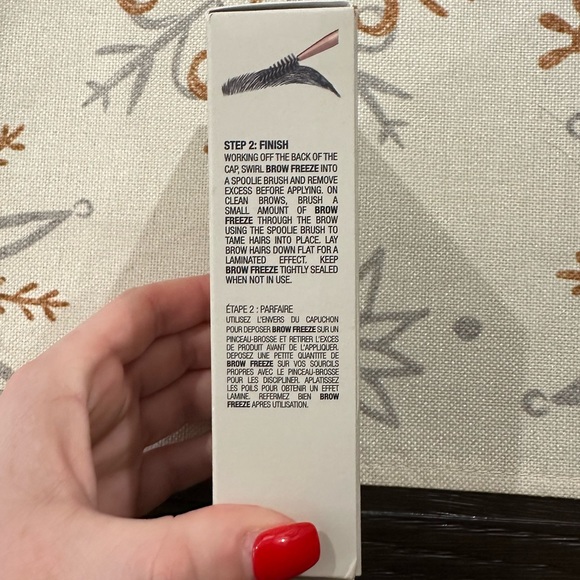 STEP 2: FINISH
WORKING OFF THE BACK OF THE
CAP, SWIRL BROW FREEZE INTO
A SPOOLIE BRUSH AND REMOVE
EXCESS BEFORE APPLYING. ON
CLEAN BROWS, BRUSH A
SMALL AMOUNT OF BROW
FREEZE THROUGH THE BROW
USING THE SPOOLIE BRUSH TO
TAME HAIRS INTO PLACE. LAY
BROW HAIRS DOWN FLAT FOR A
LAMINATED EFFECT. KEEP
BROW FREEZE TIGHTLY SEALED
WHEN NOT IN USE.
ÉTAPE 2 : PARFAIRE
UTILISEZ L'ENVERS DU CAPUCHON
POUR DEPOSER BROW FREEZE SUR UN
PINCEAU-BROSSE ET RETIRER L'EXCES
DE PRODUIT AVANT DE L'APPLIQUER.
DEPOSEZ UNE PETITE QUANTITE DE
BROW FREEZE SUR VOS SOURCILS
PROPRES AVEC LE PINCEAU-BROSSE
POUR LES DISCIPLINER. APLATISSEZ
LES POILS POUR OBTENIR UN EFFET
LAMINE. REFERMEZ BIEN BROW
FREEZE APRES UTILISATION.